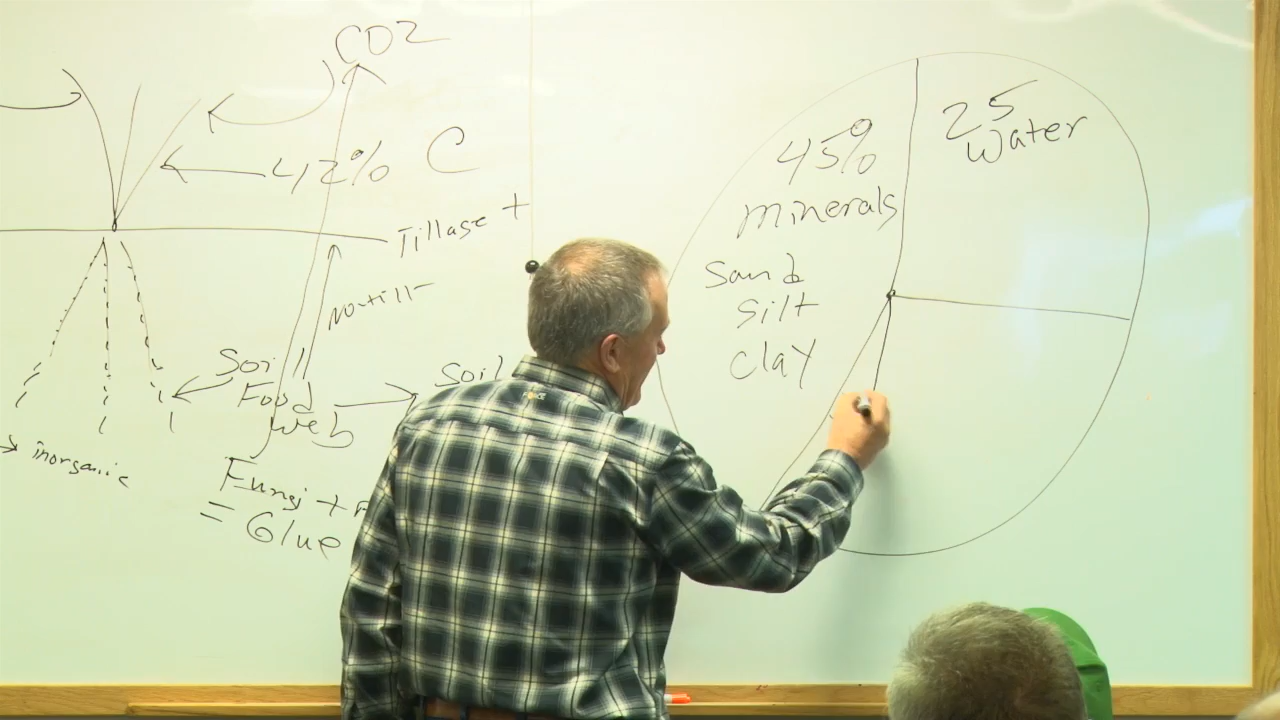 CO2
42% C
Tillage +
No till
Soil
Food
Web
Soil
inorganic
Fungi +
= Glue
45%
minerals
Sand
silt
clay
25
Water